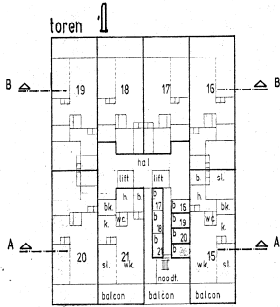 toren 1
B B
19 18 17 16
hal
lift lift
h. h. b. sl.
b 17 h.
bk. b 16 bk.
wc b 19 wc
k. b 18 b 20 k.
A A
20 sl. 21 wk. b 21 wk. 15 sl.
noodt.
balcon balcon balcon